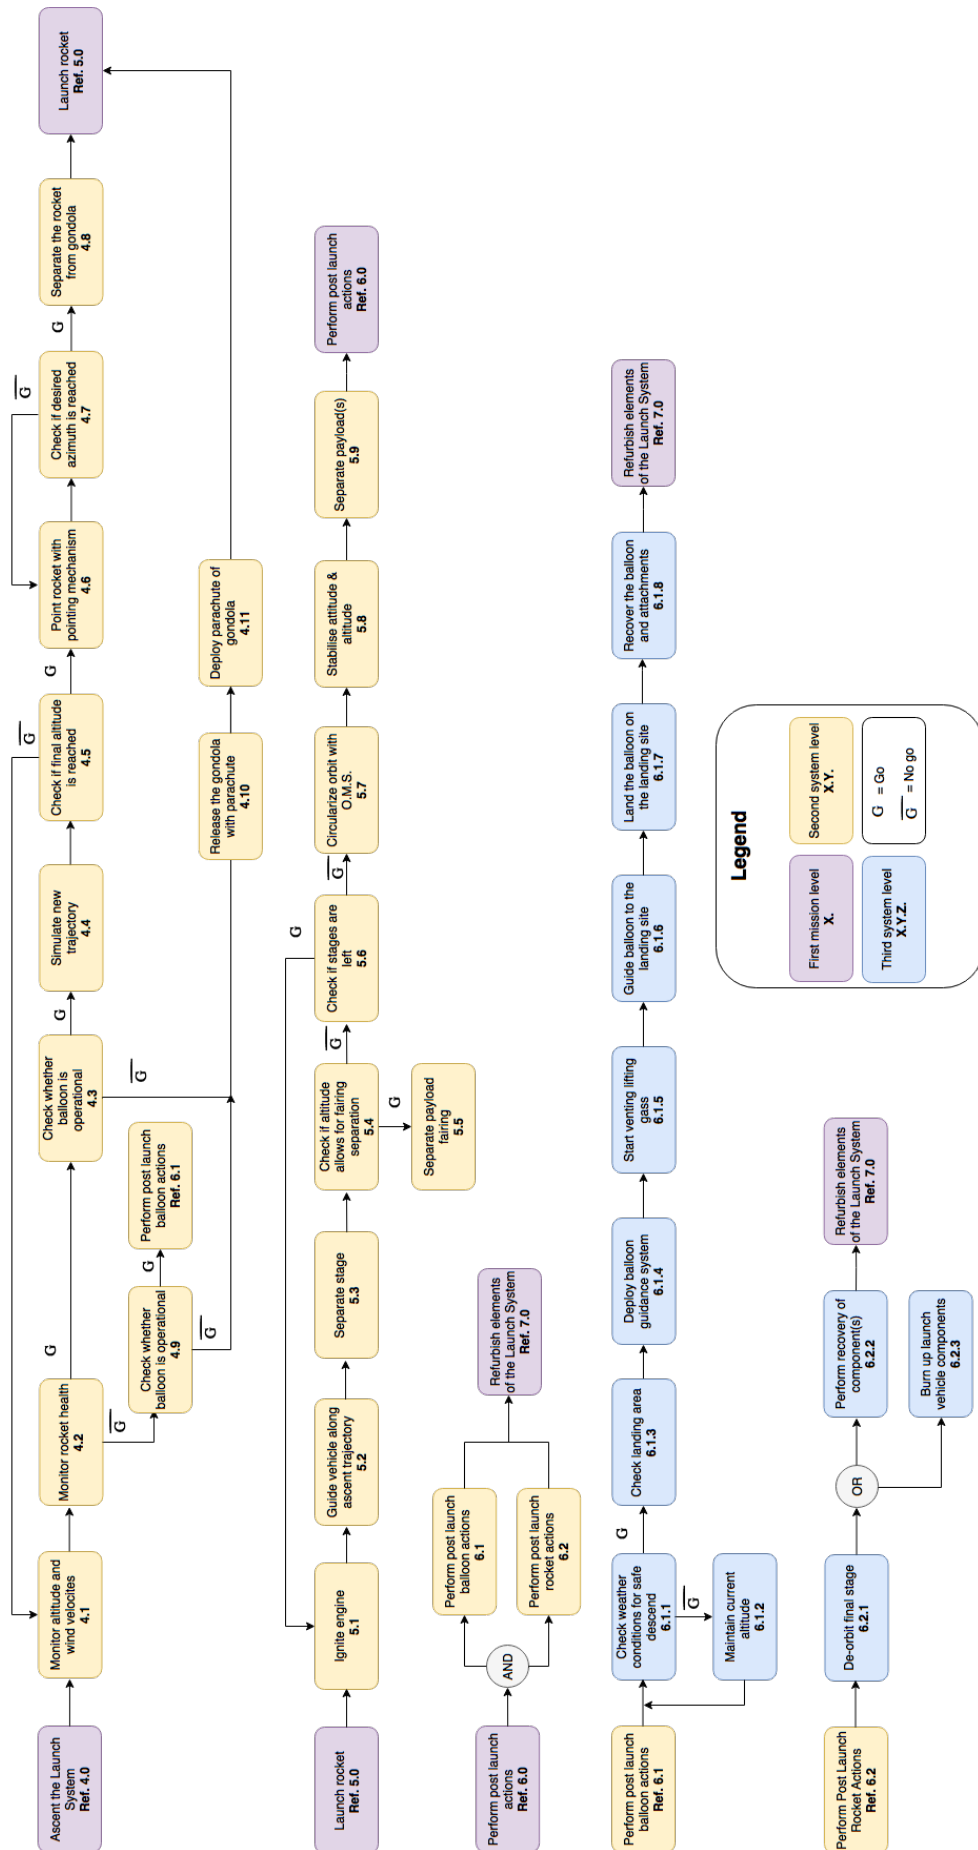 Ascent the Launch
System
Ref. 4.0
Monitor altitude and
wind velocites
4.1
Monitor rocket health
4.2
G
G
Check whether
balloon is
operational
4.3
G
G
Simulate new
trajectory
4.4
Check if final altitude
is reached
4.5
G
G
Point rocket with
pointing mechanism
4.6
Check if desired
azimuth is reached
4.7
G
G
Separate the rocket
from gondola
4.8
Launch rocket
Ref. 5.0
Check whether
balloon is operational
4.9
G
G
Perform post launch
balloon actions
Ref. 6.1
Release the gondola
with parachute
4.10
Deploy parachute of
gondola
4.11
Launch rocket
Ref. 5.0
Ignite engine
5.1
Guide vehicle along
ascent trajectory
5.2
Separate stage
5.3
Check if altitude
allows for fairing
separation
5.4
G
G
Separate payload
fairing
5.5
Check if stages are
left
5.6
G
G
Circularize orbit with
O.M.S.
5.7
Stabilise attitude &
altitude
5.8
Separate payload(s)
5.9
Perform post launch
actions
Ref. 6.0
Perform post launch
actions
Ref. 6.0
AND
Perform post launch
balloon actions
6.1
Perform post launch
rocket actions
6.2
Refurbish elements
of the Launch System
Ref. 7.0
Perform post launch
balloon actions
Ref. 6.1
Check weather
conditions for safe
descend
6.1.1
G
G
Maintain current
altitude
6.1.2
Check landing area
6.1.3
Deploy balloon
guidance system
6.1.4
Start venting lifting
gass
6.1.5
Guide balloon to the
landing site
6.1.6
Land the balloon on
the landing site
6.1.7
Recover the balloon
and attachments
6.1.8
Refurbish elements
of the Launch System
Ref. 7.0
Perform Post Launch
Rocket Actions
Ref. 6.2
De-orbit final stage
6.2.1
OR
Perform recovery of
component(s)
6.2.2
Burn up launch
vehicle components
6.2.3
Refurbish elements
of the Launch System
Ref. 7.0
Legend
First mission level
X.
Second system level
X.Y.
Third system level
X.Y.Z.
G = Go
G = No go